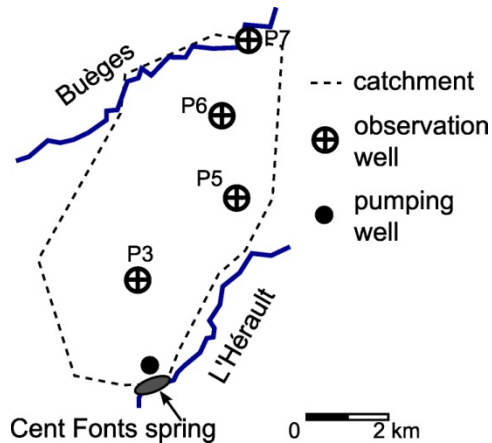 P7
Buèges
P6
P5
P3
L'Hérault
Cent Fonts spring
catchment
observation
well
pumping
well
0 2 km